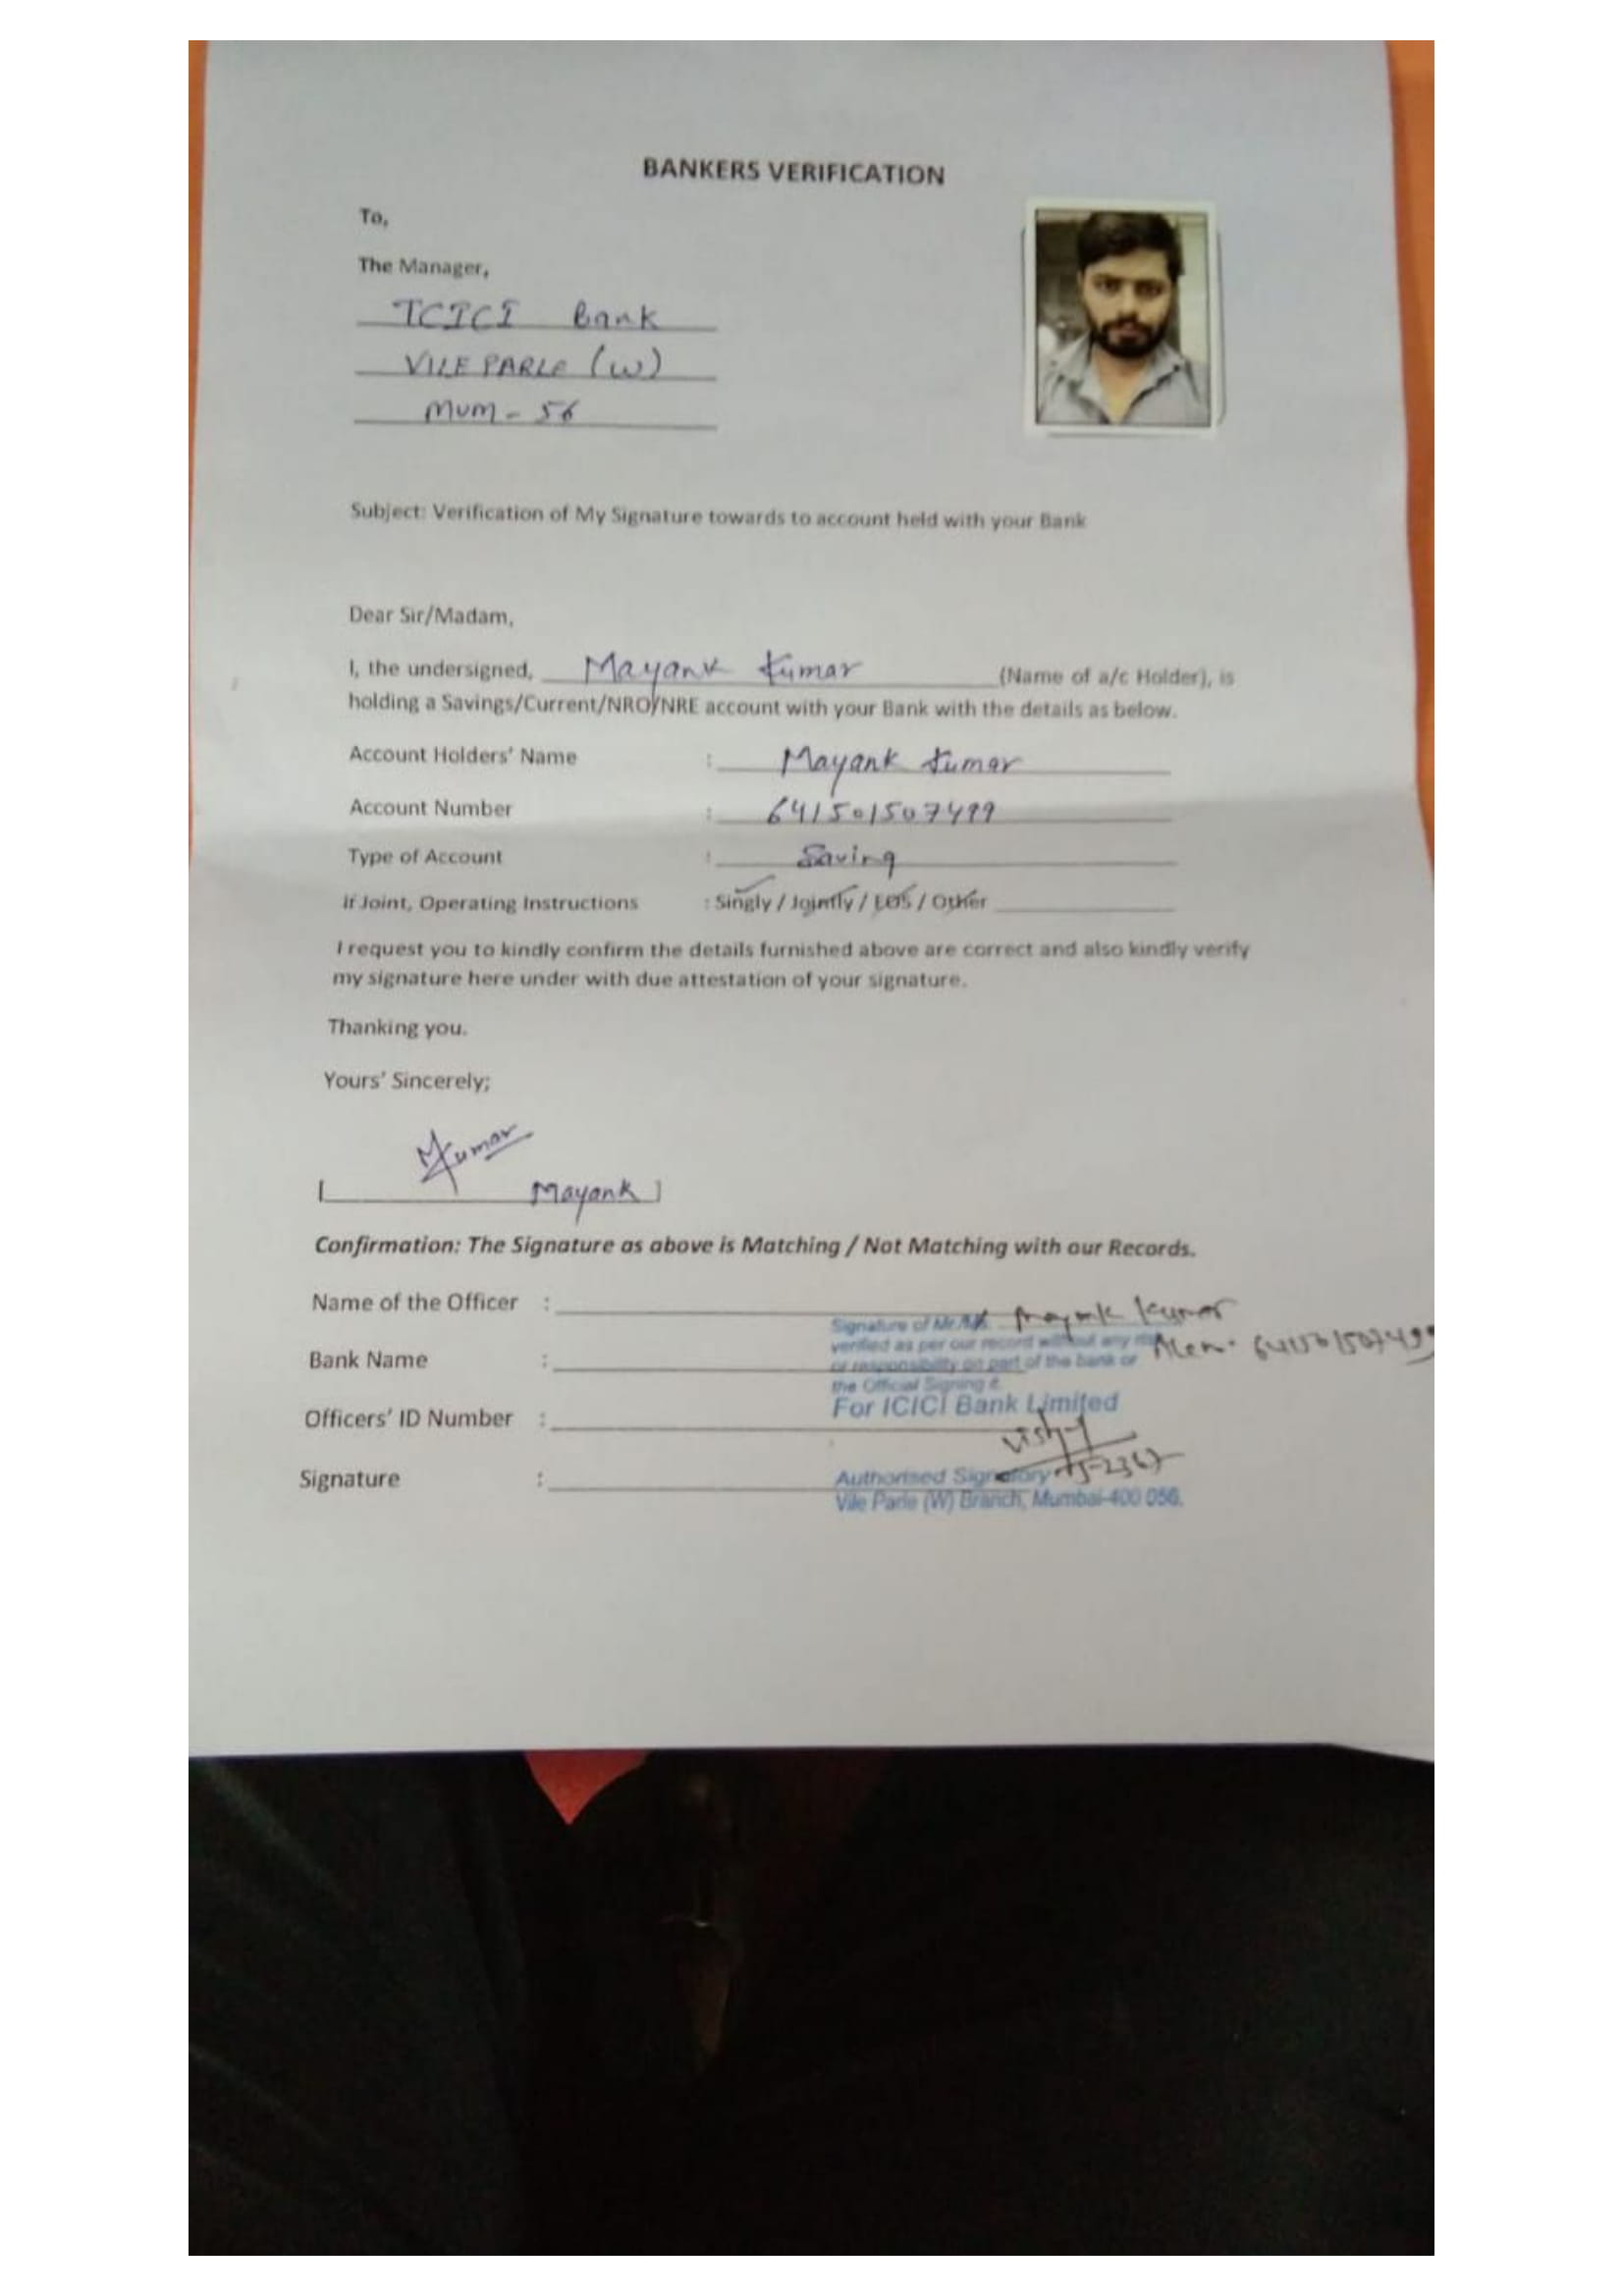 BANKERS VERIFICATION
To,
The Manager,
ICICI Bank
VILE PARLE (W)
MUM - 56
Subject: Verification of My Signature towards to account held with your Bank
Dear Sir/Madam,
I, the undersigned, Mayank Kumar (Name of a/c Holder), is
holding a Savings/Current/NRO/NRE account with your Bank with the details as below.
Account Holders' Name : Mayank Kumar
Account Number : 641501507499
Type of Account : Saving
If Joint, Operating Instructions : Singly / Jointly / EOS / Other
I request you to kindly confirm the details furnished above are correct and also kindly verify
my signature here under with due attestation of your signature.
Thanking you.
Yours' Sincerely;
MKumar
[ Mayank ]
Confirmation: The Signature as above is Matching / Not Matching with our Records.
Name of the Officer :
Signature of Mr./Ms. Mayank Kumar
verified as per our record without any risk
641501507499
Bank Name :
or responsibility on part of the bank or
the Official Signing it.
For ICICI Bank Limited
Officers' ID Number :
Signature :
Authorised Signatory
Vile Parle (W) Branch, Mumbai-400 056.